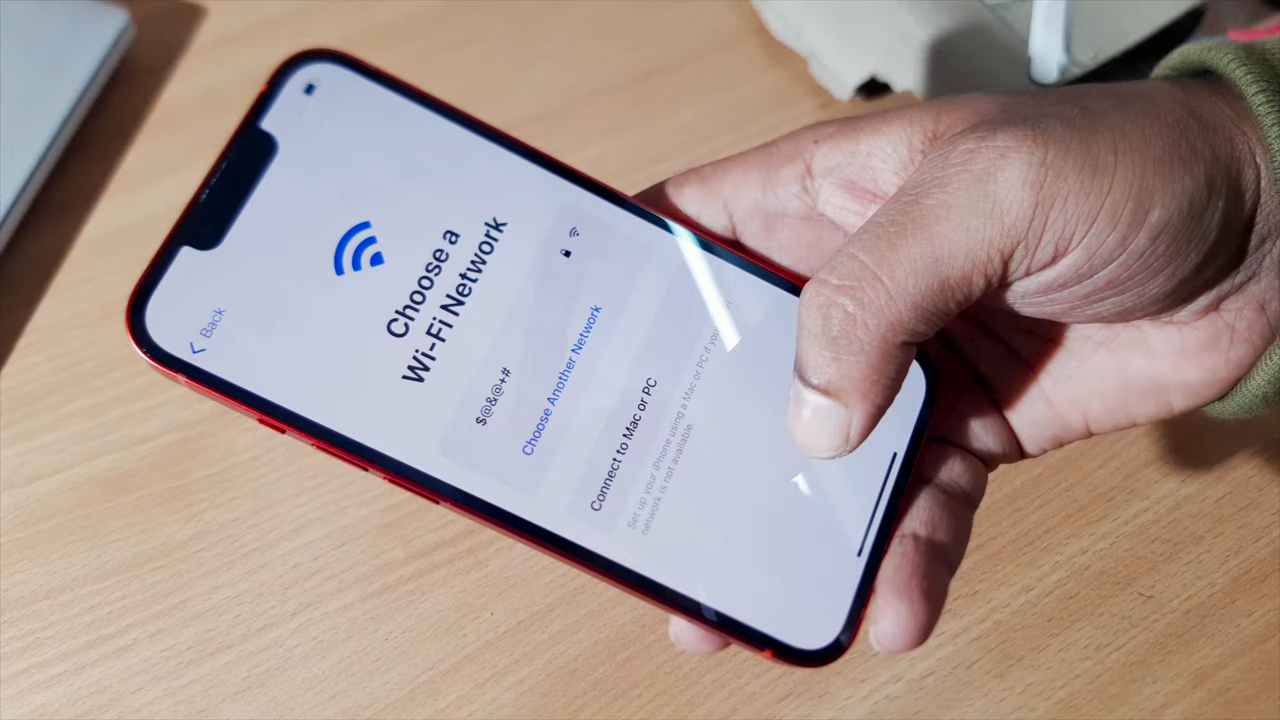 Back
Choose a
Wi-Fi Network
$@&@+#
Choose Another Network
Connect to Mac or PC
Set up your iPhone using a Mac or PC if you
network is not available.